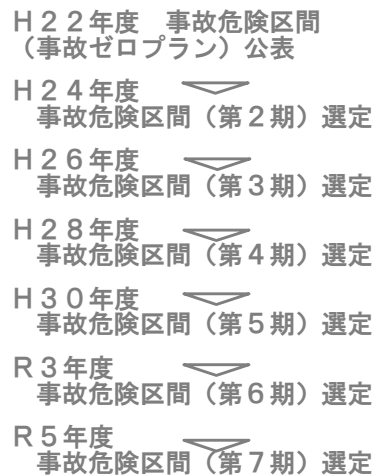 Ｈ２２年度　事故危険区間
（事故ゼロプラン）公表
Ｈ２４年度
事故危険区間（第２期）選定
Ｈ２６年度
事故危険区間（第３期）選定
Ｈ２８年度
事故危険区間（第４期）選定
Ｈ３０年度
事故危険区間（第５期）選定
Ｒ３年度
事故危険区間（第６期）選定
Ｒ５年度
事故危険区間（第７期）選定